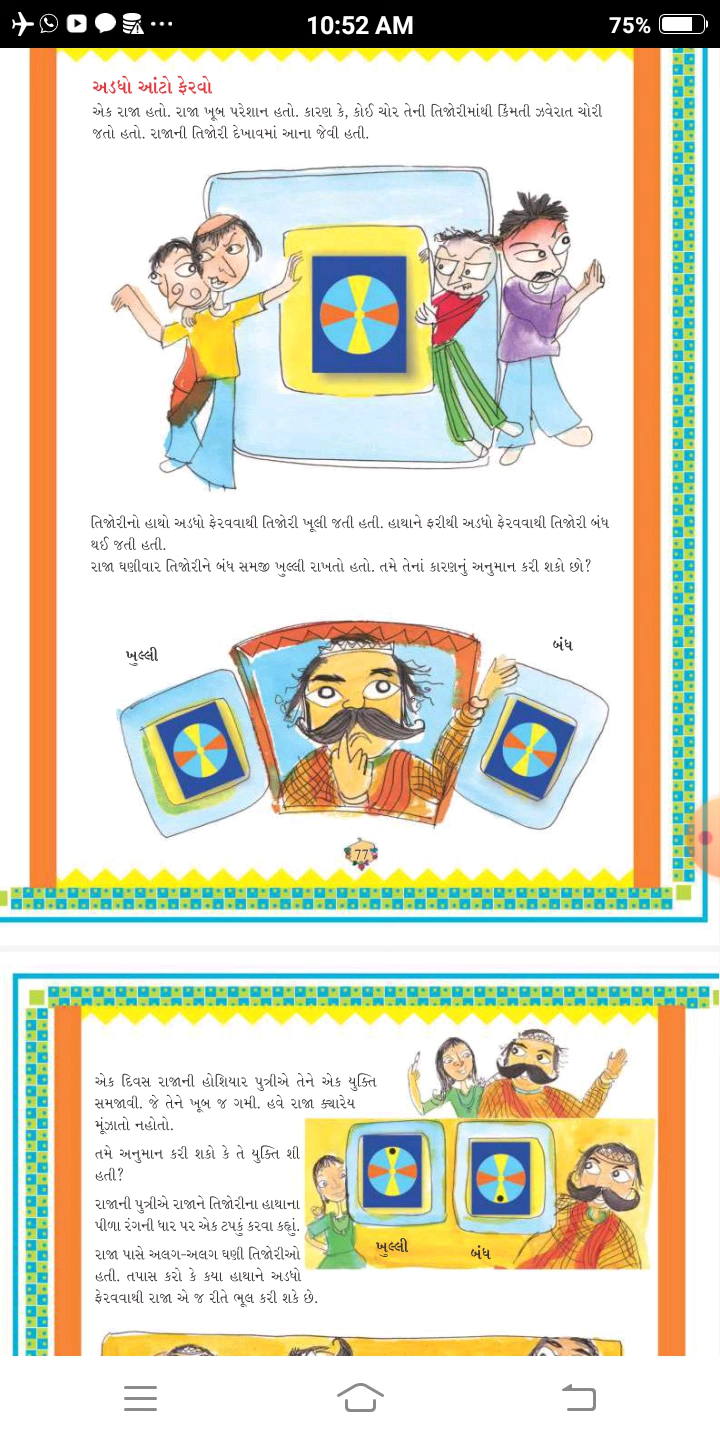 10:52 AM
75%
અડધો આંટો ફેરવો
એક રાજા હતો. રાજા ખૂબ પરેશાન હતો. કારણ કે, કોઈ ચોર તેની તિજોરીમાંથી કિંમતી ઝવેરાત ચોરી
જતો હતો. રાજાની તિજોરી દેખાવમાં આના જેવી હતી.
તિજોરીનો હાથો અડધો ફેરવવાથી તિજોરી ખૂલી જતી હતી. હાથાને ફરીથી અડધો ફેરવવાથી તિજોરી બંધ
થઈ જતી હતી.
રાજા ઘણીવાર તિજોરીને બંધ સમજી ખુલ્લી રાખતો હતો. તમે તેનાં કારણનું અનુમાન કરી શકો છો?
ખુલ્લી
બંધ
77
એક દિવસ રાજાની હોશિયાર પુત્રીએ તેને એક યુક્તિ
સમજાવી. જે તેને ખૂબ જ ગમી. હવે રાજા ક્યારેય
મૂંઝાતો નહોતો.
તમે અનુમાન કરી શકો કે તે યુક્તિ શી
હતી?
રાજાની પુત્રીએ રાજાને તિજોરીના હાથાના
પીળા રંગની ધાર પર એક ટપકું કરવા કહ્યું.
રાજા પાસે અલગ-અલગ ઘણી તિજોરીઓ
હતી. તપાસ કરો કે કયા હાથાને અડધો
ફેરવવાથી રાજા એ જ રીતે ભૂલ કરી શકે છે.
ખુલ્લી
બંધ